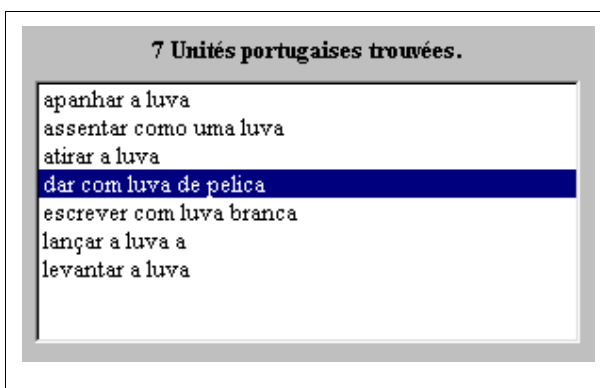 7 Unités portugaises trouvées.
apanhar a luva
assentar como uma luva
atirar a luva
dar com luva de pelica
escrever com luva branca
lançar a luva a
levantar a luva